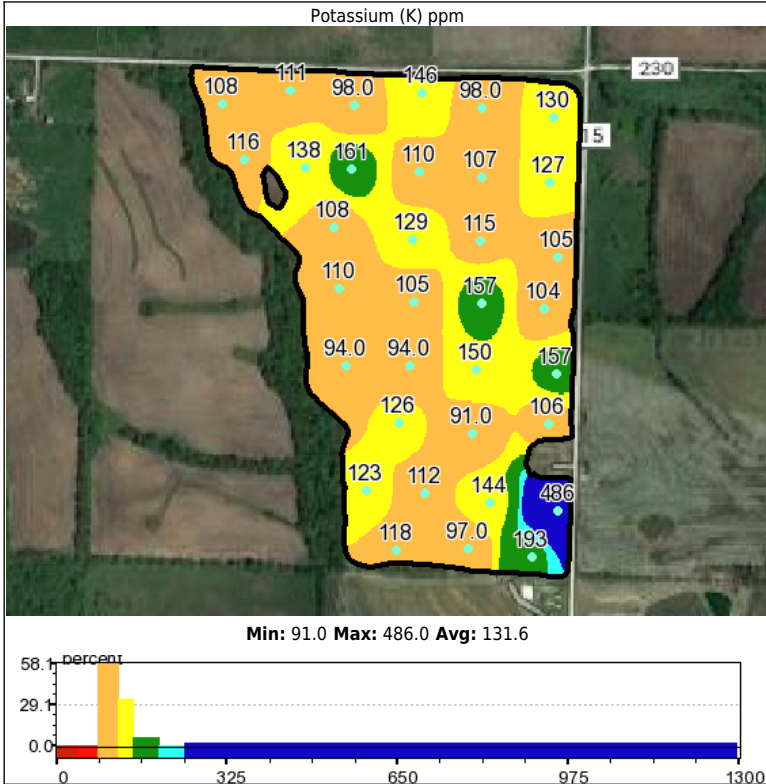 Potassium (K) ppm
230
108 111 98.0 146 98.0 130
15
116 138 161 110 107 127
108 129 115 105
110 105 157 104
94.0 94.0 150 157
126 91.0 106
123 112 144 486
118 97.0 193
Min: 91.0 Max: 486.0 Avg: 131.6
58.1 percent
29.1
0.0
0 325 650 975 1300